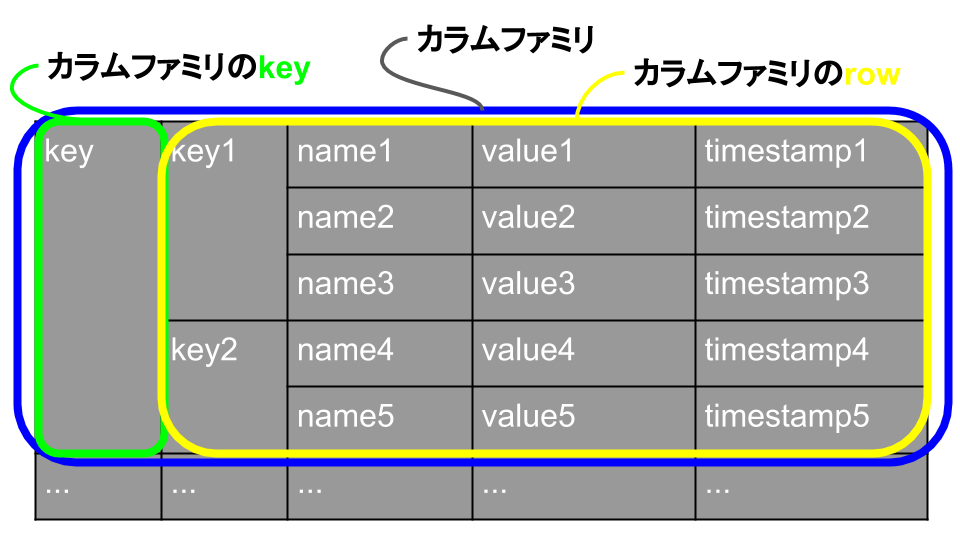 カラムファミリ
カラムファミリのkey
カラムファミリのrow
key key1 name1 value1 timestamp1
name2 value2 timestamp2
name3 value3 timestamp3
key2 name4 value4 timestamp4
name5 value5 timestamp5
... ... ... ... ...